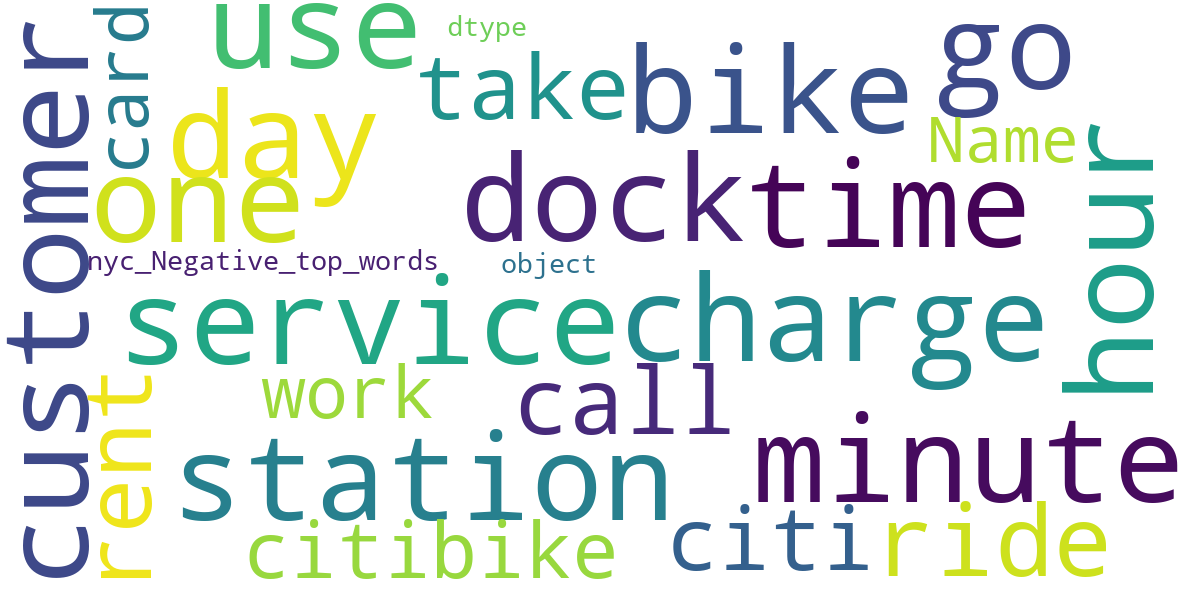 use
dtype
go
card
take
bike
customer
day
Name
hour
one
dock
time
nyc_Negative_top_words
object
service
charge
rent
work
call
station
minute
citibike
citi
ride